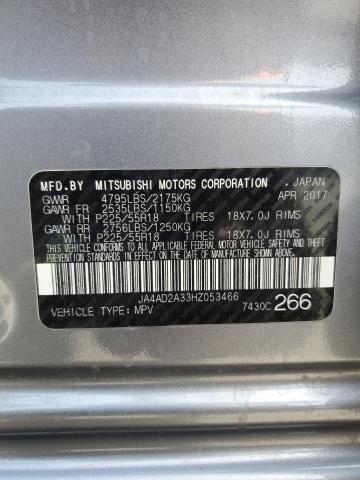 MFD.BY MITSUBISHI MOTORS CORPORATION . JAPAN
GVWR 4795LBS/2175KG APR 2017
GAWR FR 2535LBS/1150KG
WITH P225/55R18 TIRES 18X7.0J RIMS
GAWR RR 2756LBS/1250KG
WITH P225/55R18 TIRES 18X7.0J RIMS
THIS VEHICLE CONFORMS TO ALL APPLICABLE FEDERAL
MOTOR VEHICLE SAFETY STANDARDS IN EFFECT ON
THE DATE OF MANUFACTURE SHOWN ABOVE.
JA4AD2A33HZ053466
VEHICLE TYPE: MPV 7430C 266